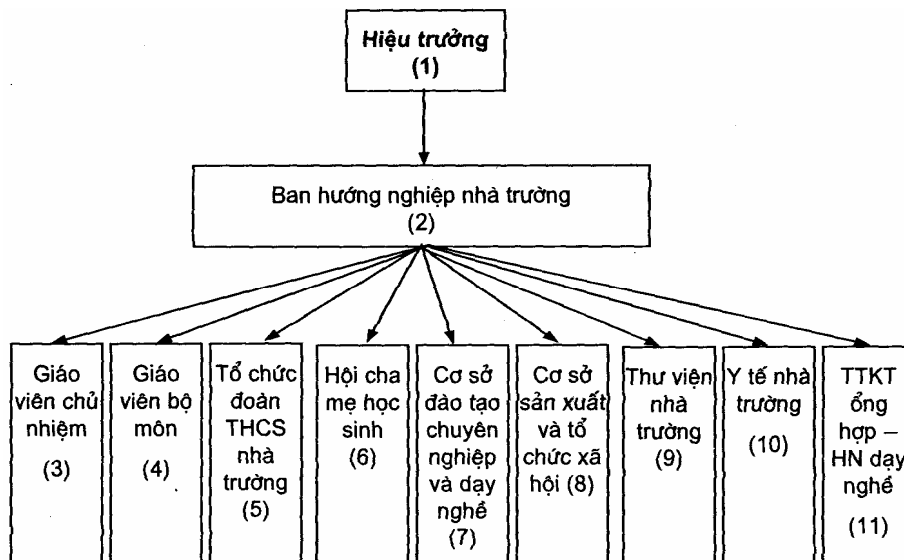 Hiệu trưởng
(1)
Ban hướng nghiệp nhà trường
(2)
Giáo
viên chủ
nhiệm
(3)
Giáo
viên bộ
môn
(4)
Tổ chức
đoàn
THCS
nhà
trường
(5)
Hội cha
mẹ học
sinh
(6)
Cơ sở
đào tạo
chuyên
nghiệp
và dạy
nghề
(7)
Cơ sở
sản xuất
và tổ
chức xã
hội (8)
Thư viện
nhà
trường
(9)
Y tế nhà
trường
(10)
TTKT
ổng
hợp –
HN dạy
nghề
(11)